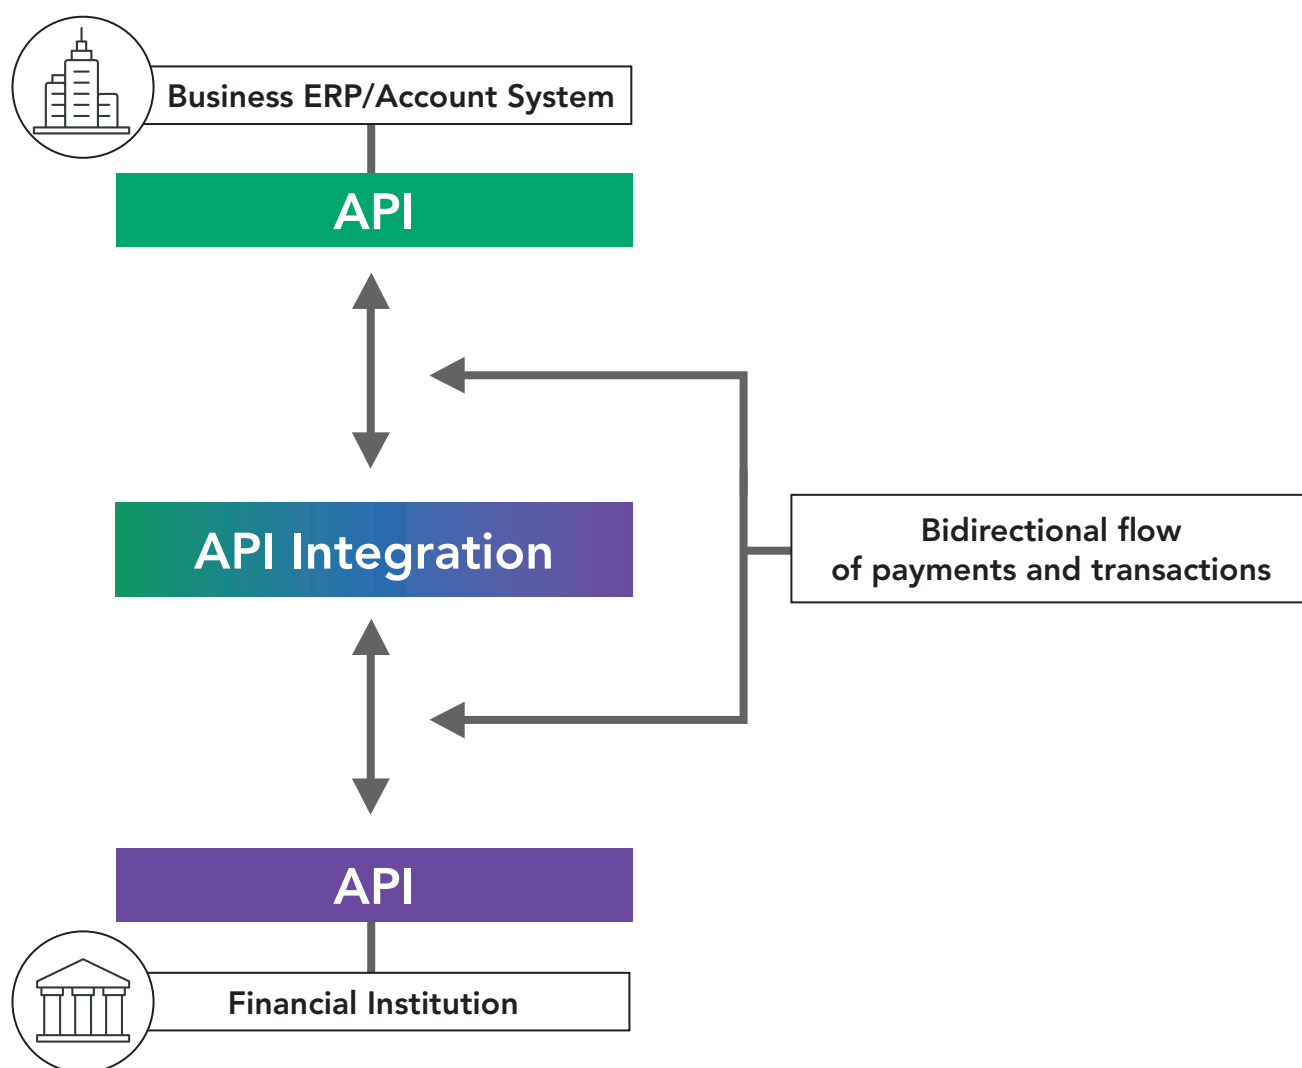 Business ERP/Account System
API
API Integration
Bidirectional flow
of payments and transactions
API
Financial Institution